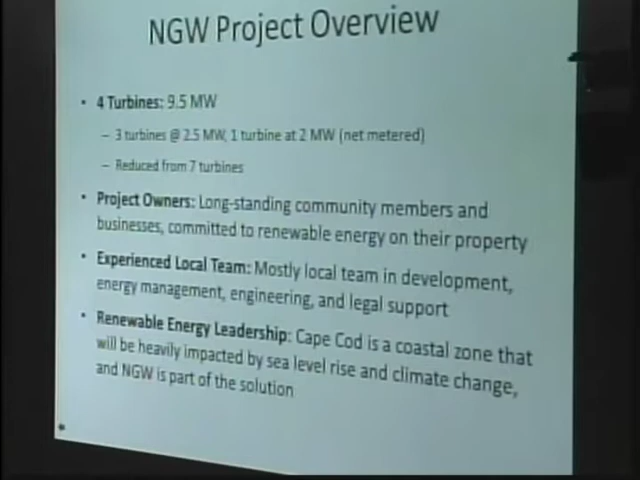 NGW Project Overview
• 4 Turbines: 9.5 MW
– 3 turbines @ 2.5 MW, 1 turbine at 2 MW (net metered)
– Reduced from 7 turbines
• Project Owners: Long-standing community members and
businesses, committed to renewable energy on their property
• Experienced Local Team: Mostly local team in development,
energy management, engineering, and legal support
• Renewable Energy Leadership: Cape Cod is a coastal zone that
will be heavily impacted by sea level rise and climate change,
and NGW is part of the solution